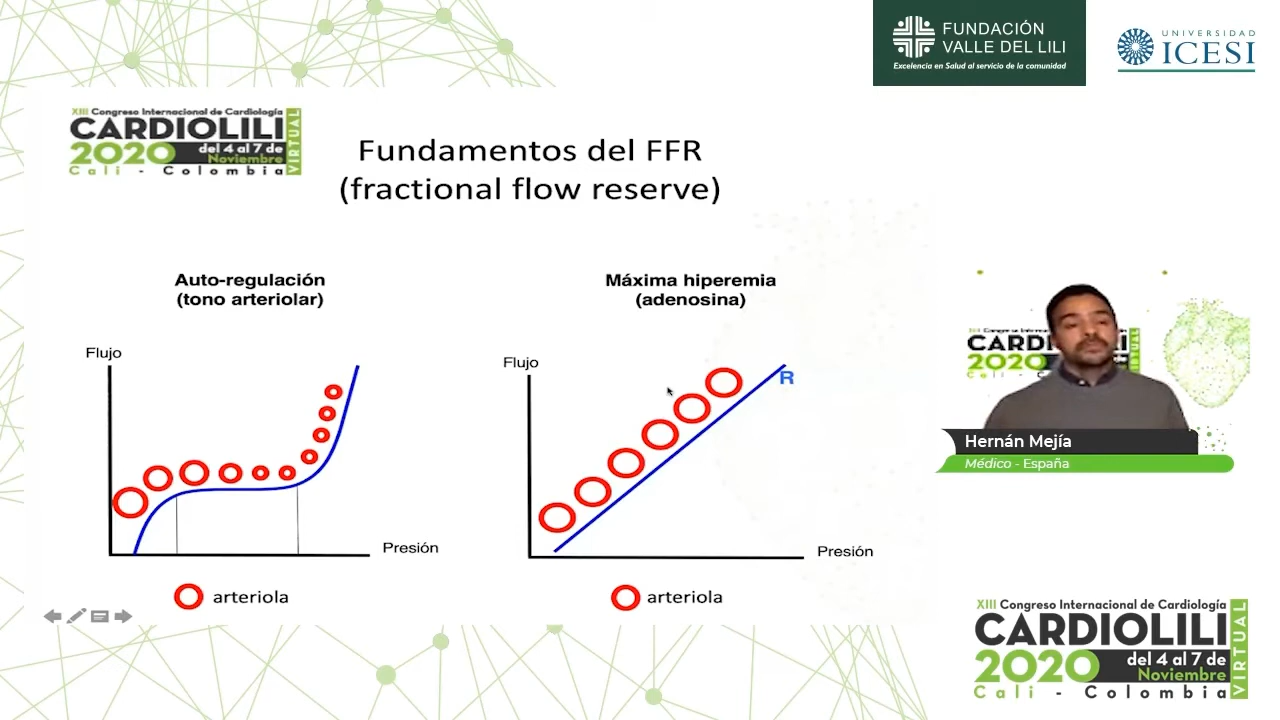 FUNDACIÓN
VALLE DEL LILI
Excelencia en Salud al servicio de la comunidad
UNIVERSIDAD
ICESI
XIII Congreso Internacional de Cardiología
CARDIOLILI
2020 del 4 al 7 de
Noviembre
Cali - Colombia
VIRTUAL
Fundamentos del FFR
(fractional flow reserve)
Auto-regulación
(tono arteriolar)
Flujo
Presión
arteriola
Máxima hiperemia
(adenosina)
Flujo
R
Presión
arteriola
CARDI
2020
Hernán Mejía
Médico - España
XIII Congreso Internacional de Cardiología
CARDIOLILI
2020 del 4 al 7 de
Noviembre
Cali - Colombia
VIRTUAL